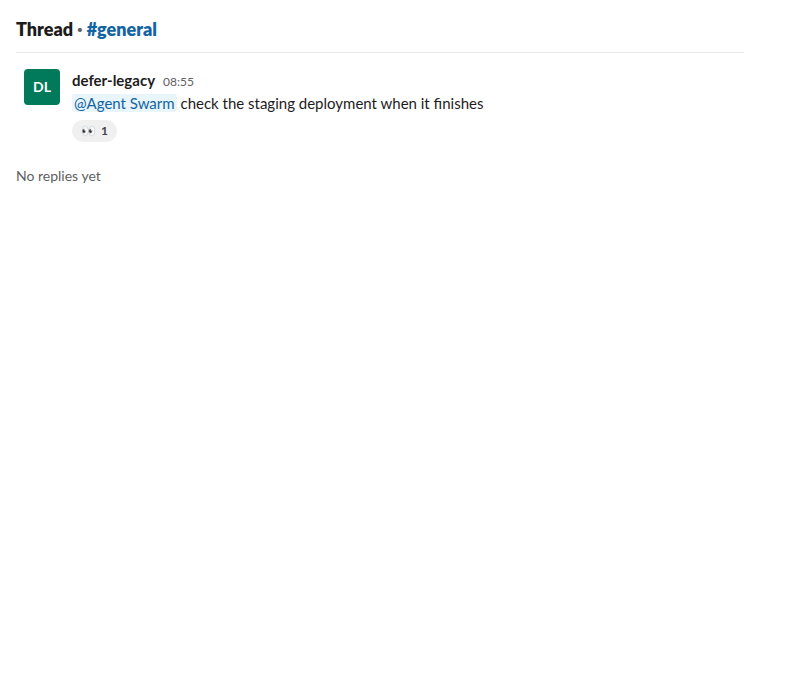 Thread • #general
DL
defer-legacy 08:55
@Agent Swarm check the staging deployment when it finishes
👀 1
No replies yet